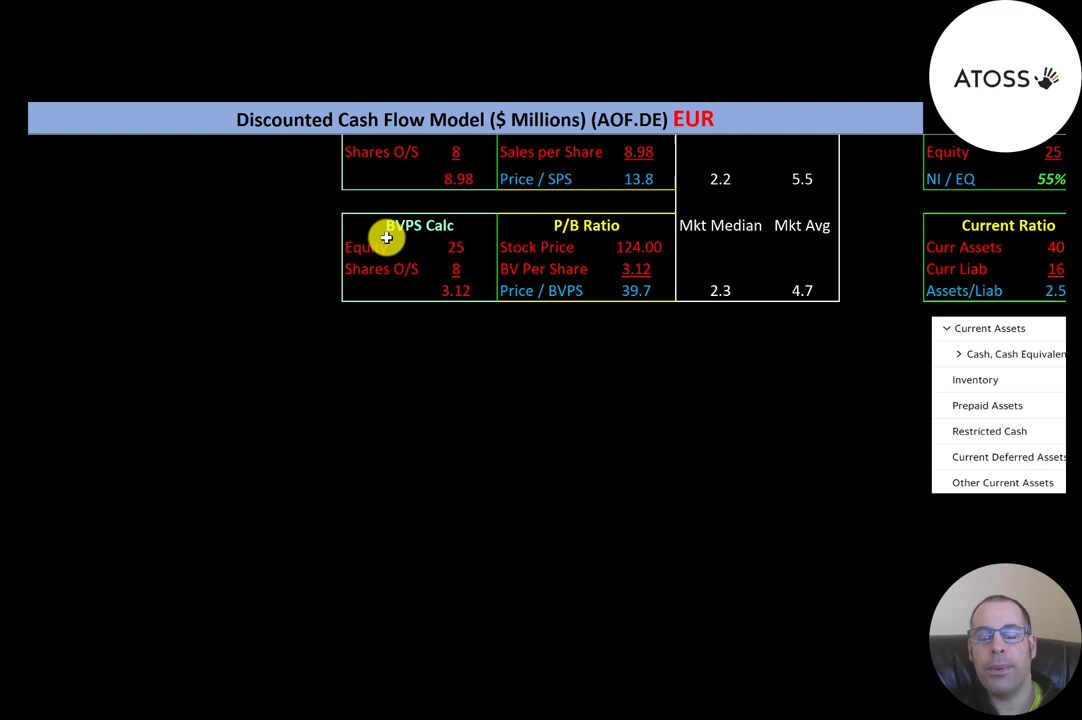 ATOSS
Discounted Cash Flow Model ($ Millions) (AOF.DE) EUR
Shares O/S 8 Sales per Share 8.98 Equity 25
8.98 Price / SPS 13.8 2.2 5.5 NI / EQ 55%
BVPS Calc P/B Ratio Mkt Median Mkt Avg Current Ratio
Equity 25 Stock Price 124.00 Curr Assets 40
Shares O/S 8 BV Per Share 3.12 Curr Liab 16
3.12 Price / BVPS 39.7 2.3 4.7 Assets/Liab 2.5
Current Assets
Cash, Cash Equivalen
Inventory
Prepaid Assets
Restricted Cash
Current Deferred Assets
Other Current Assets